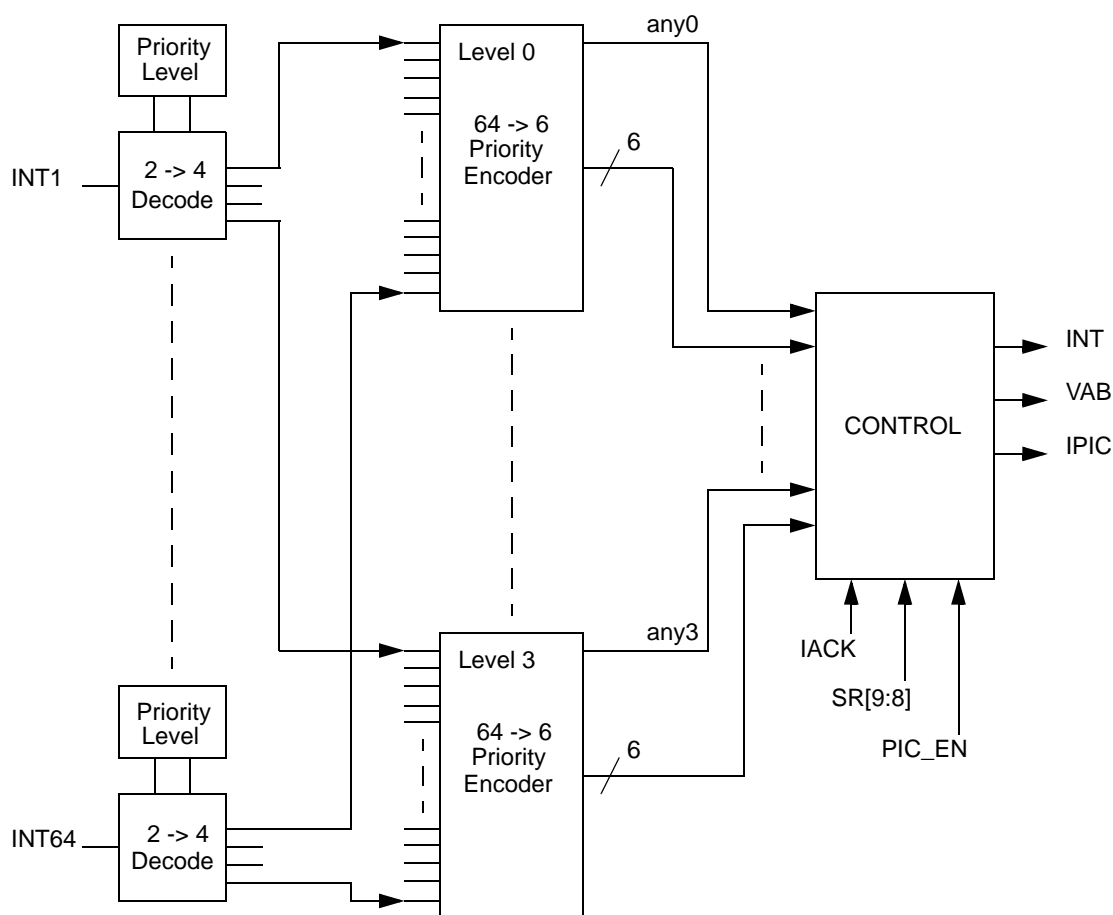 Priority
Level
2 -> 4
Decode
INT1
Level 0
64 -> 6
Priority
Encoder
any0
6
CONTROL
INT
VAB
IPIC
IACK
SR[9:8]
PIC_EN
Priority
Level
2 -> 4
Decode
INT64
Level 3
64 -> 6
Priority
Encoder
any3
6